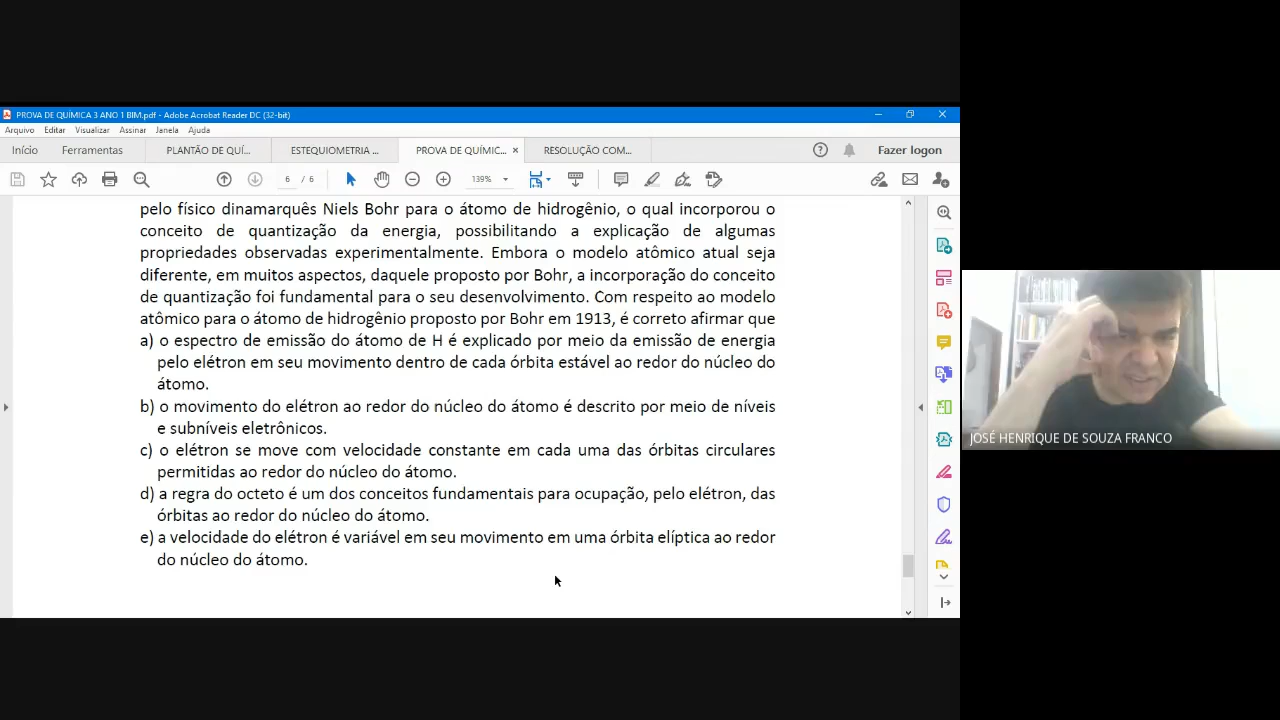 PROVA DE QUÍMICA 3 ANO 1 BIM.pdf - Adobe Acrobat Reader DC (32-bit)
Arquivo Editar Visualizar Assinar Janela Ajuda
Início Ferramentas PLANTÃO DE QUÍ... ESTEQUIOMETRIA ... PROVA DE QUÍMIC... × RESOLUÇÃO COM... Fazer logon
6 / 6 139%
pelo físico dinamarquês Niels Bohr para o átomo de hidrogênio, o qual incorporou o
conceito de quantização da energia, possibilitando a explicação de algumas
propriedades observadas experimentalmente. Embora o modelo atômico atual seja
diferente, em muitos aspectos, daquele proposto por Bohr, a incorporação do conceito
de quantização foi fundamental para o seu desenvolvimento. Com respeito ao modelo
atômico para o átomo de hidrogênio proposto por Bohr em 1913, é correto afirmar que
a) o espectro de emissão do átomo de H é explicado por meio da emissão de energia
pelo elétron em seu movimento dentro de cada órbita estável ao redor do núcleo do
átomo.
b) o movimento do elétron ao redor do núcleo do átomo é descrito por meio de níveis
e subníveis eletrônicos.
c) o elétron se move com velocidade constante em cada uma das órbitas circulares
permitidas ao redor do núcleo do átomo.
d) a regra do octeto é um dos conceitos fundamentais para ocupação, pelo elétron, das
órbitas ao redor do núcleo do átomo.
e) a velocidade do elétron é variável em seu movimento em uma órbita elíptica ao redor
do núcleo do átomo.
JOSÉ HENRIQUE DE SOUZA FRANCO